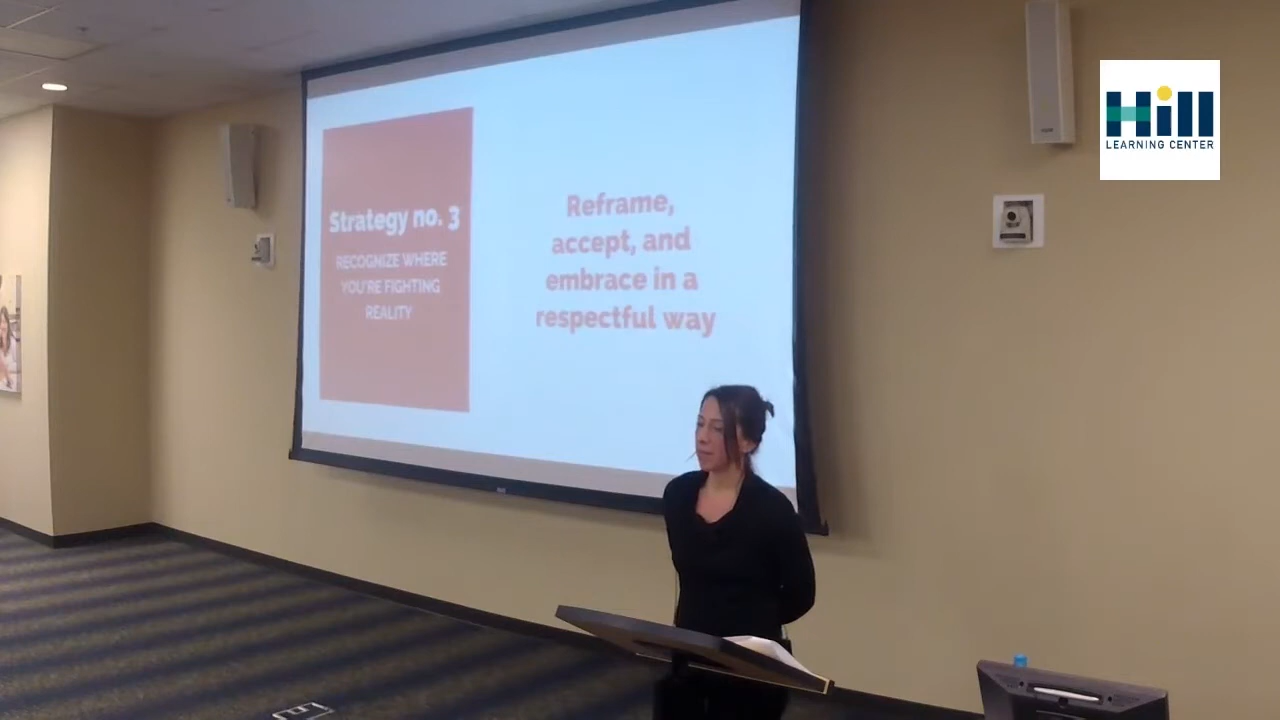 Strategy no. 3
RECOGNIZE WHERE
YOU'RE FIGHTING
REALITY
Reframe,
accept, and
embrace in a
respectful way
Hill
LEARNING CENTER